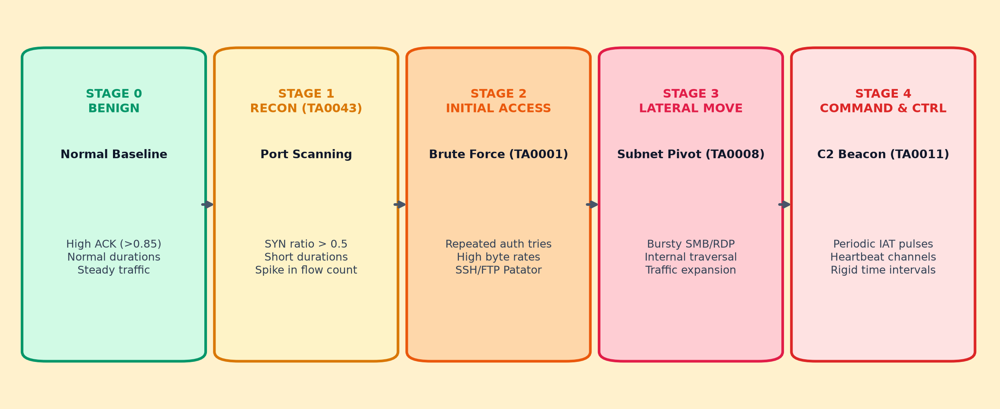 STAGE 0
BENIGN
Normal Baseline
High ACK (>0.85)
Normal durations
Steady traffic
STAGE 1
RECON (TA0043)
Port Scanning
SYN ratio > 0.5
Short durations
Spike in flow count
STAGE 2
INITIAL ACCESS
Brute Force (TA0001)
Repeated auth tries
High byte rates
SSH/FTP Patator
STAGE 3
LATERAL MOVE
Subnet Pivot (TA0008)
Bursty SMB/RDP
Internal traversal
Traffic expansion
STAGE 4
COMMAND & CTRL
C2 Beacon (TA0011)
Periodic IAT pulses
Heartbeat channels
Rigid time intervals